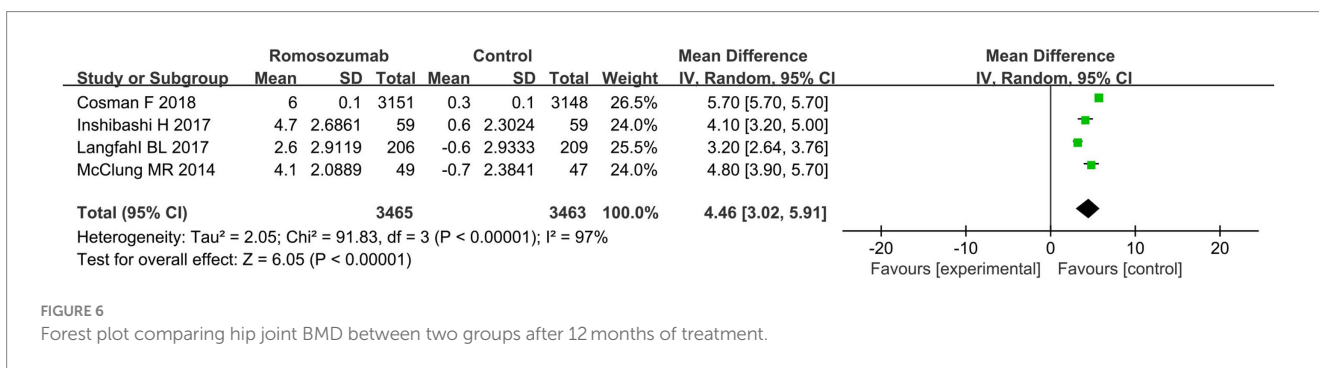 Romosozumab Control Mean Difference Mean Difference
Study or Subgroup Mean SD Total Mean SD Total Weight IV, Random, 95% CI IV, Random, 95% CI
Cosman F 2018 6 0.1 3151 0.3 0.1 3148 26.5% 5.70 [5.70, 5.70]
Inshibashi H 2017 4.7 2.6861 59 0.6 2.3024 59 24.0% 4.10 [3.20, 5.00]
Langfahl BL 2017 2.6 2.9119 206 -0.6 2.9333 209 25.5% 3.20 [2.64, 3.76]
McClung MR 2014 4.1 2.0889 49 -0.7 2.3841 47 24.0% 4.80 [3.90, 5.70]
Total (95% CI) 3465 3463 100.0% 4.46 [3.02, 5.91]
Heterogeneity: Tau² = 2.05; Chi² = 91.83, df = 3 (P < 0.00001); I² = 97%
Test for overall effect: Z = 6.05 (P < 0.00001)
-20 -10 0 10 20
Favours [experimental] Favours [control]
FIGURE 6
Forest plot comparing hip joint BMD between two groups after 12 months of treatment.